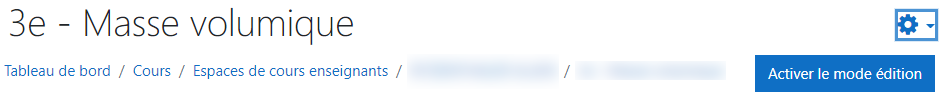 3e - Masse volumique
Tableau de bord / Cours / Espaces de cours enseignants / /
Activer le mode édition